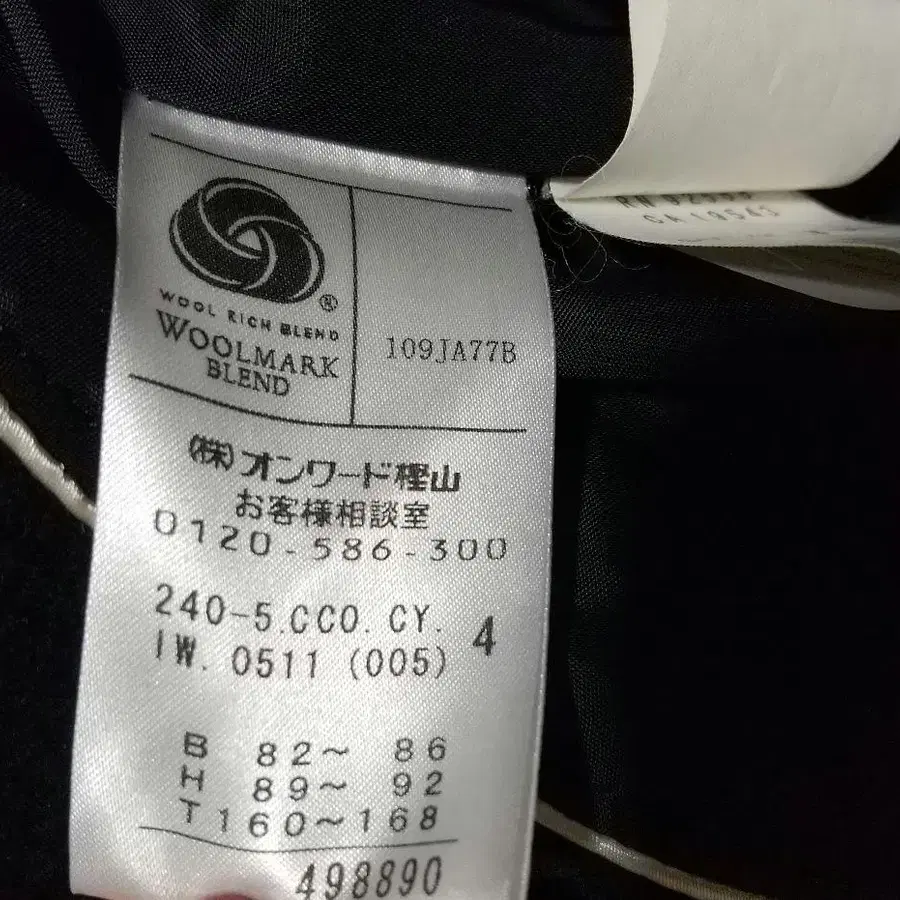 WOOL RICH BLEND
WOOLMARK
BLEND
109JA77B
(株)オンワード樫山
お客様相談室
0120-586-300
240-5.CCO.CY.
4
IW. 0511 (005)
B 82~ 86
H 89~ 92
T160~168
498890
GA 19543